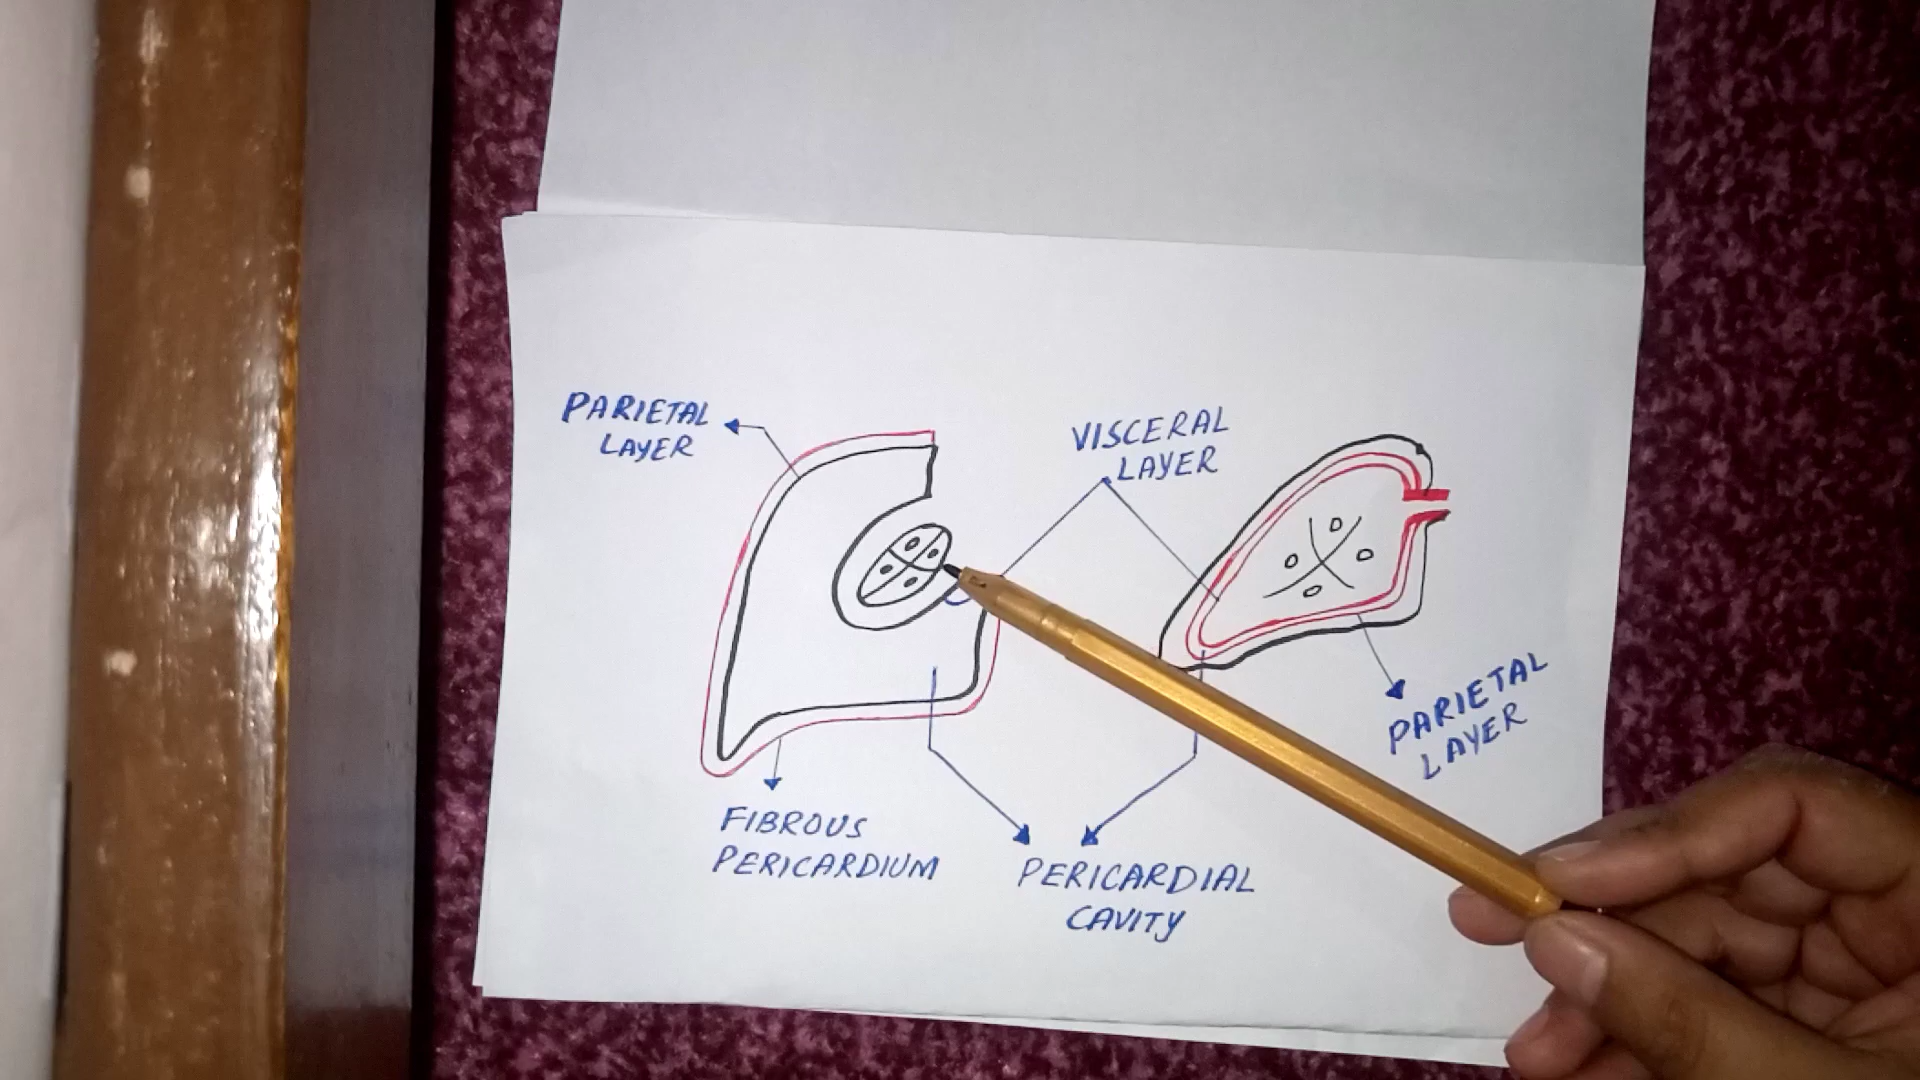 PARIETAL
LAYER
VISCERAL
LAYER
PARIETAL
LAYER
FIBROUS
PERICARDIUM
PERICARDIAL
CAVITY